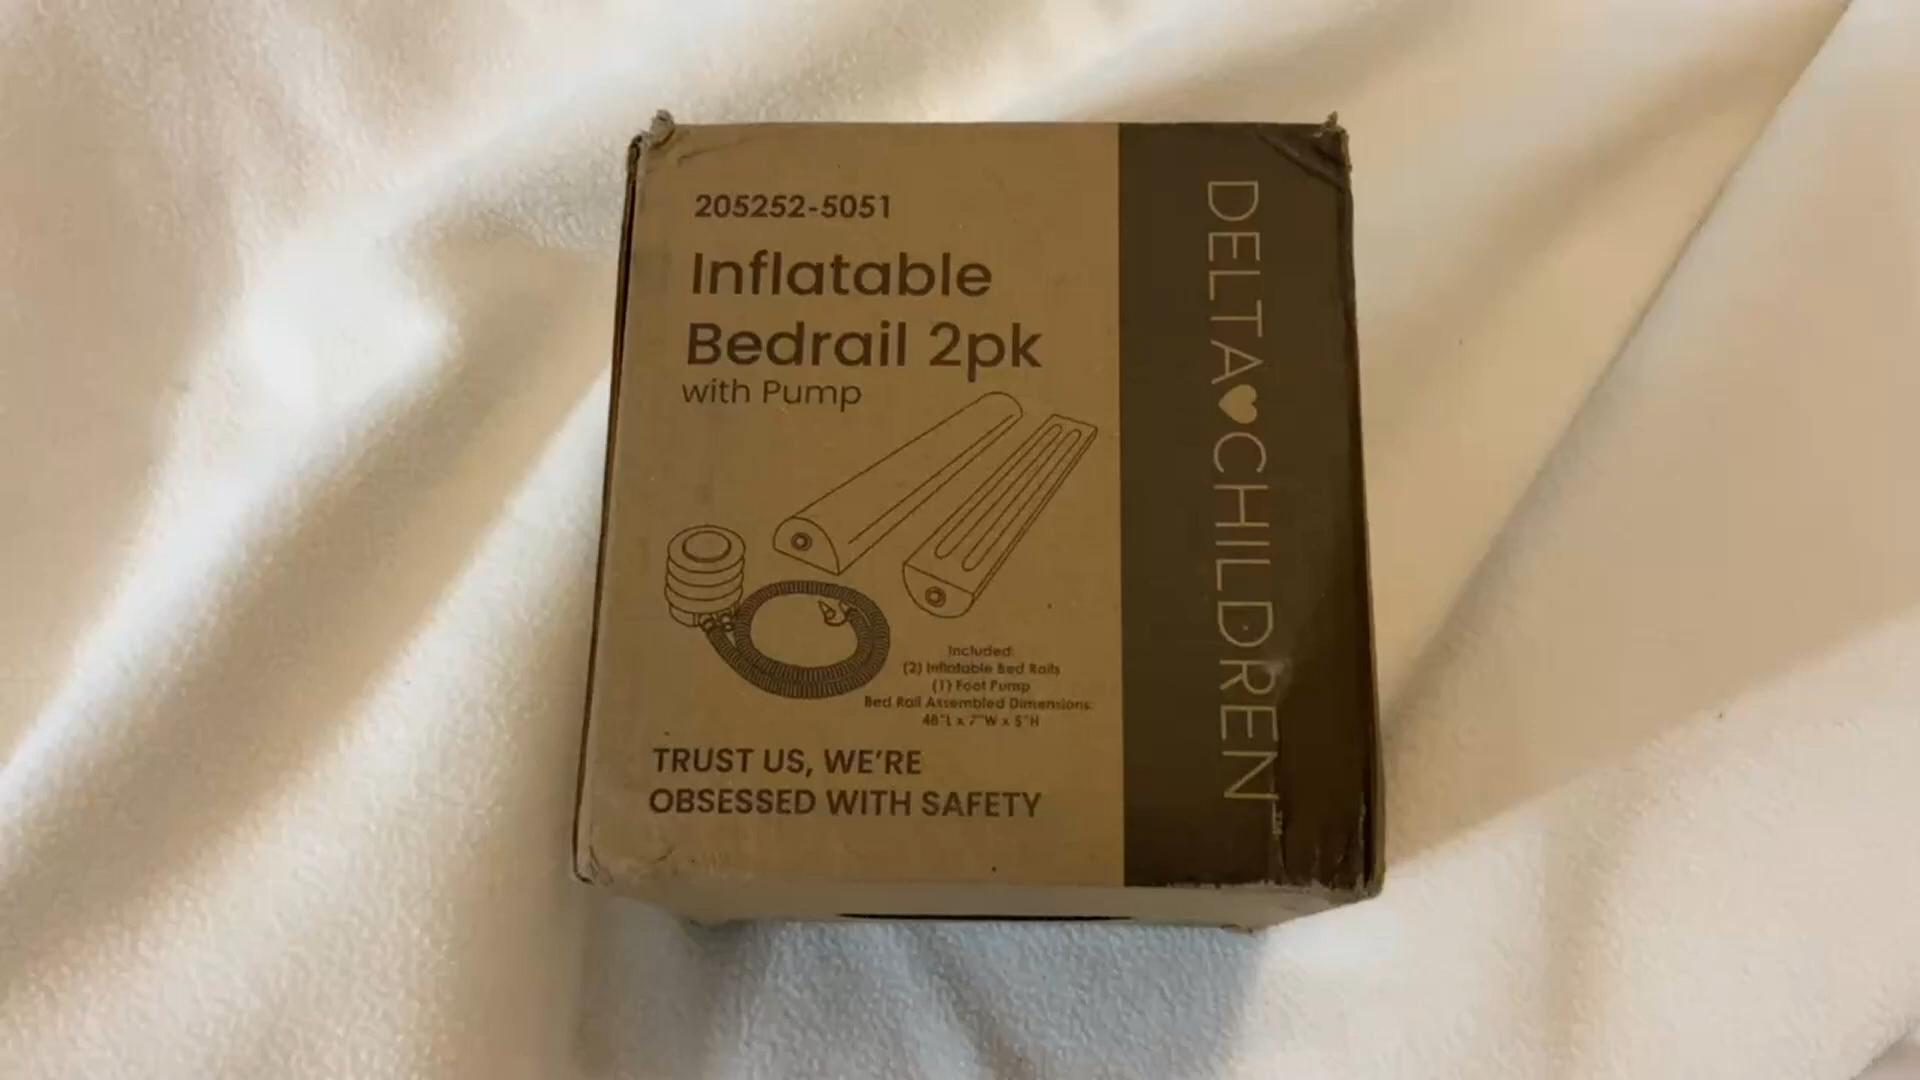 205252-5051
Inflatable
Bedrail 2pk
with Pump
Included:
(2) Inflatable Bed Rails
(1) Foot Pump
Bed Rail Assembled Dimensions:
48"L x 7"W x 5"H
TRUST US, WE'RE
OBSESSED WITH SAFETY
DELTA♥CHILDREN™